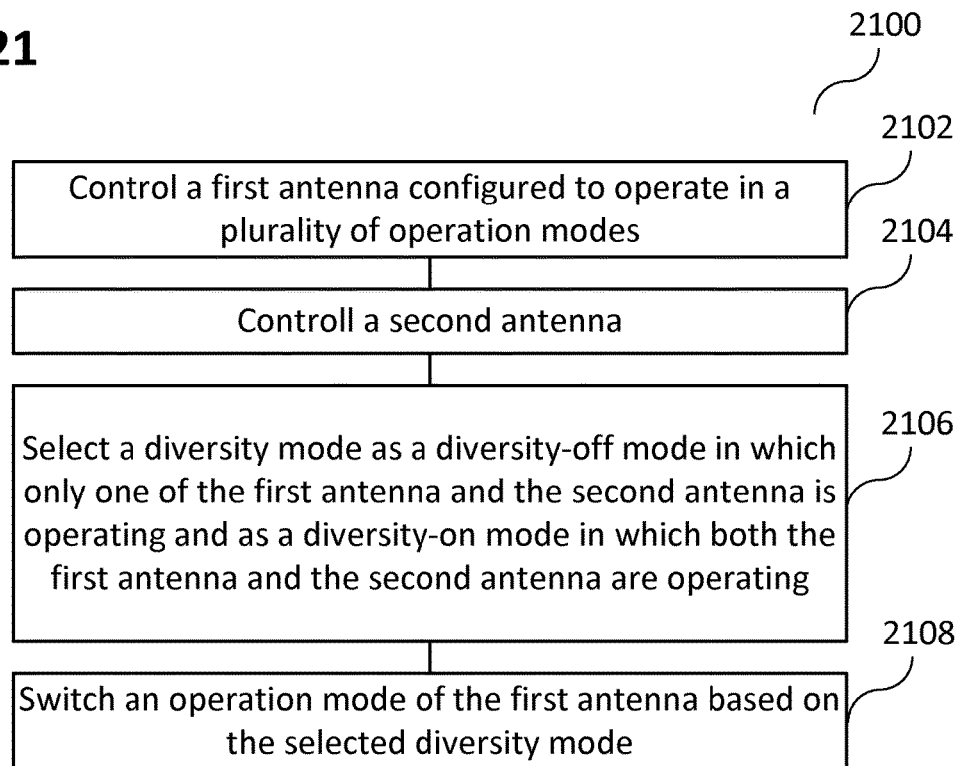 21
2100
2102
Control a first antenna configured to operate in a
plurality of operation modes
2104
Controll a second antenna
2106
Select a diversity mode as a diversity-off mode in which
only one of the first antenna and the second antenna is
operating and as a diversity-on mode in which both the
first antenna and the second antenna are operating
2108
Switch an operation mode of the first antenna based on
the selected diversity mode